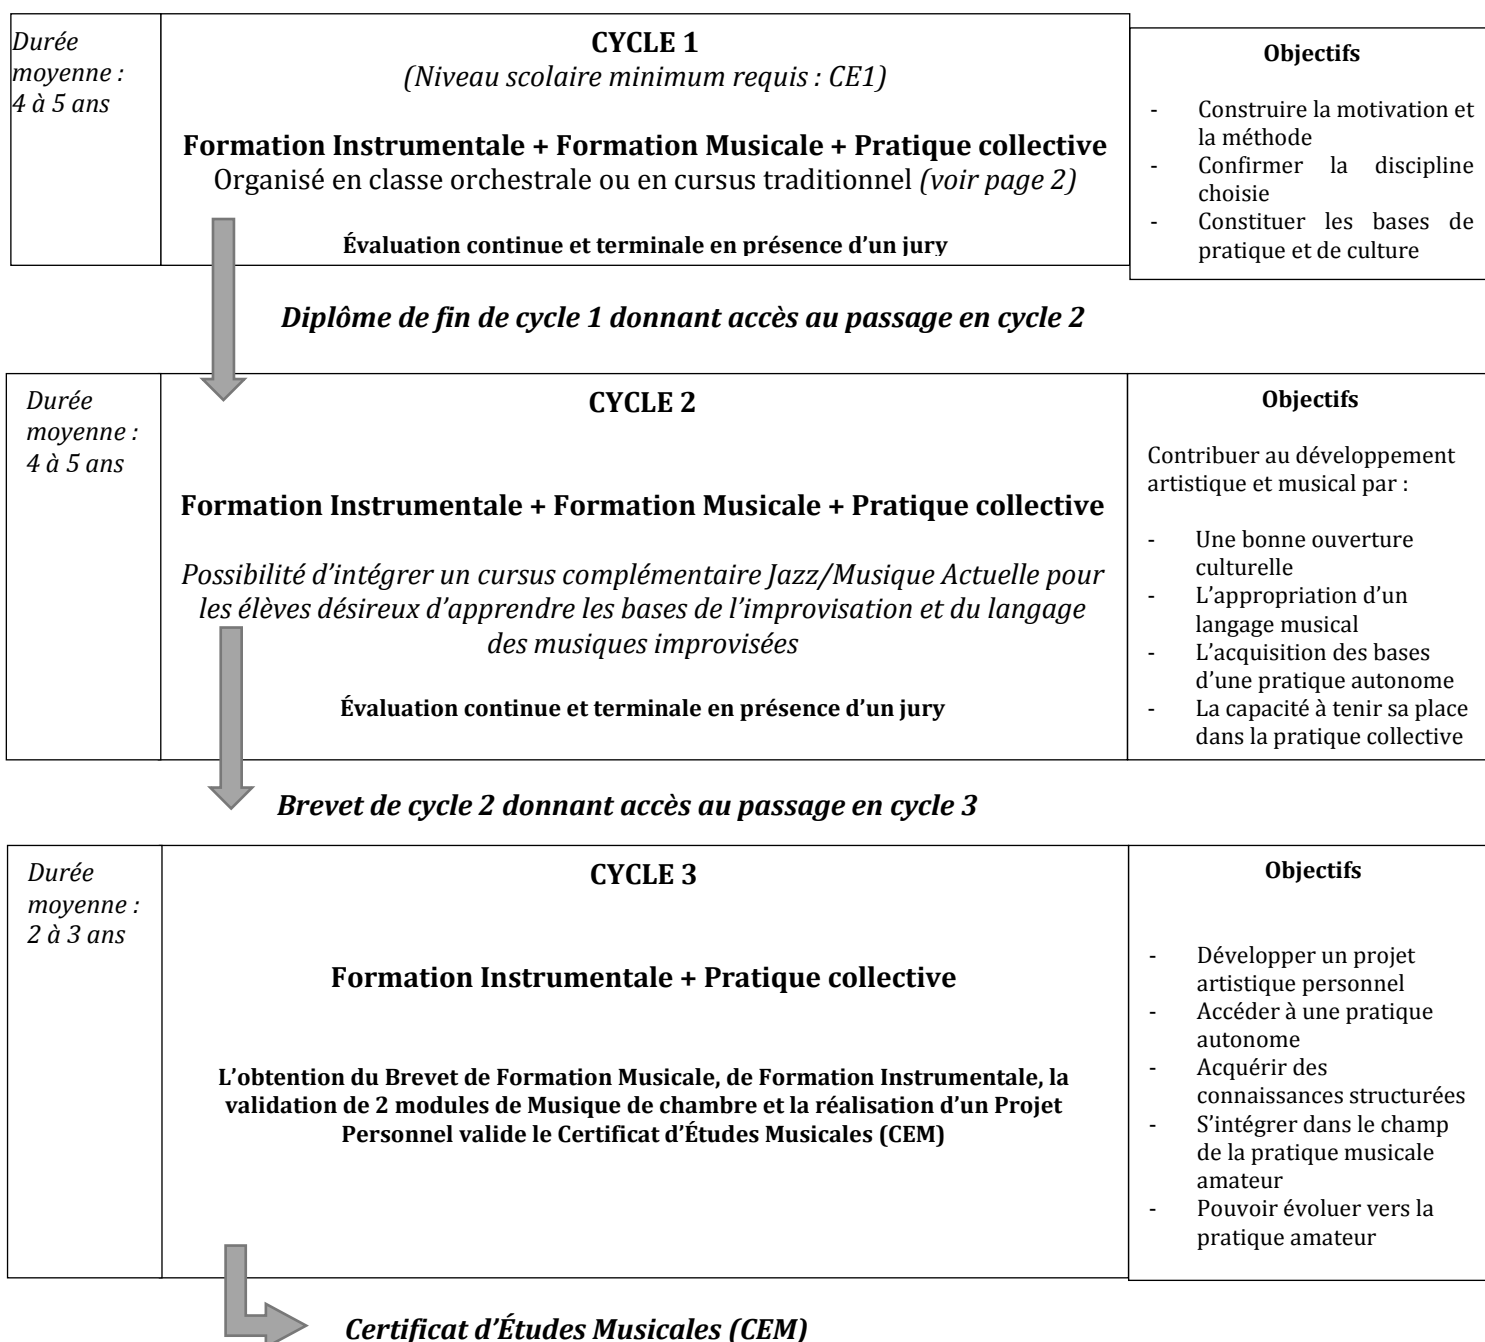 Durée
moyenne :
4 à 5 ans
CYCLE 1
(Niveau scolaire minimum requis : CE1)
Formation Instrumentale + Formation Musicale + Pratique collective
Organisé en classe orchestrale ou en cursus traditionnel (voir page 2)
Évaluation continue et terminale en présence d’un jury
Objectifs
- Construire la motivation et
la méthode
- Confirmer la discipline
choisie
- Constituer les bases de
pratique et de culture
Diplôme de fin de cycle 1 donnant accès au passage en cycle 2
Durée
moyenne :
4 à 5 ans
CYCLE 2
Formation Instrumentale + Formation Musicale + Pratique collective
Possibilité d’intégrer un cursus complémentaire Jazz/Musique Actuelle pour
les élèves désireux d’apprendre les bases de l’improvisation et du langage
des musiques improvisées
Évaluation continue et terminale en présence d’un jury
Objectifs
Contribuer au développement
artistique et musical par :
- Une bonne ouverture
culturelle
- L’appropriation d’un
langage musical
- L’acquisition des bases
d’une pratique autonome
- La capacité à tenir sa place
dans la pratique collective
Brevet de cycle 2 donnant accès au passage en cycle 3
Durée
moyenne :
2 à 3 ans
CYCLE 3
Formation Instrumentale + Pratique collective
L’obtention du Brevet de Formation Musicale, de Formation Instrumentale, la
validation de 2 modules de Musique de chambre et la réalisation d’un Projet
Personnel valide le Certificat d’Études Musicales (CEM)
Objectifs
- Développer un projet
artistique personnel
- Accéder à une pratique
autonome
- Acquérir des
connaissances structurées
- S’intégrer dans le champ
de la pratique musicale
amateur
- Pouvoir évoluer vers la
pratique amateur
Certificat d’Études Musicales (CEM)